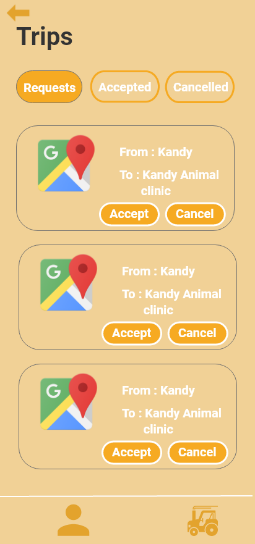 Trips
Requests Accepted Cancelled
G
From : Kandy
To : Kandy Animal
clinic
Accept Cancel
G
From : Kandy
To : Kandy Animal
clinic
Accept Cancel
G
From : Kandy
To : Kandy Animal
clinic
Accept Cancel